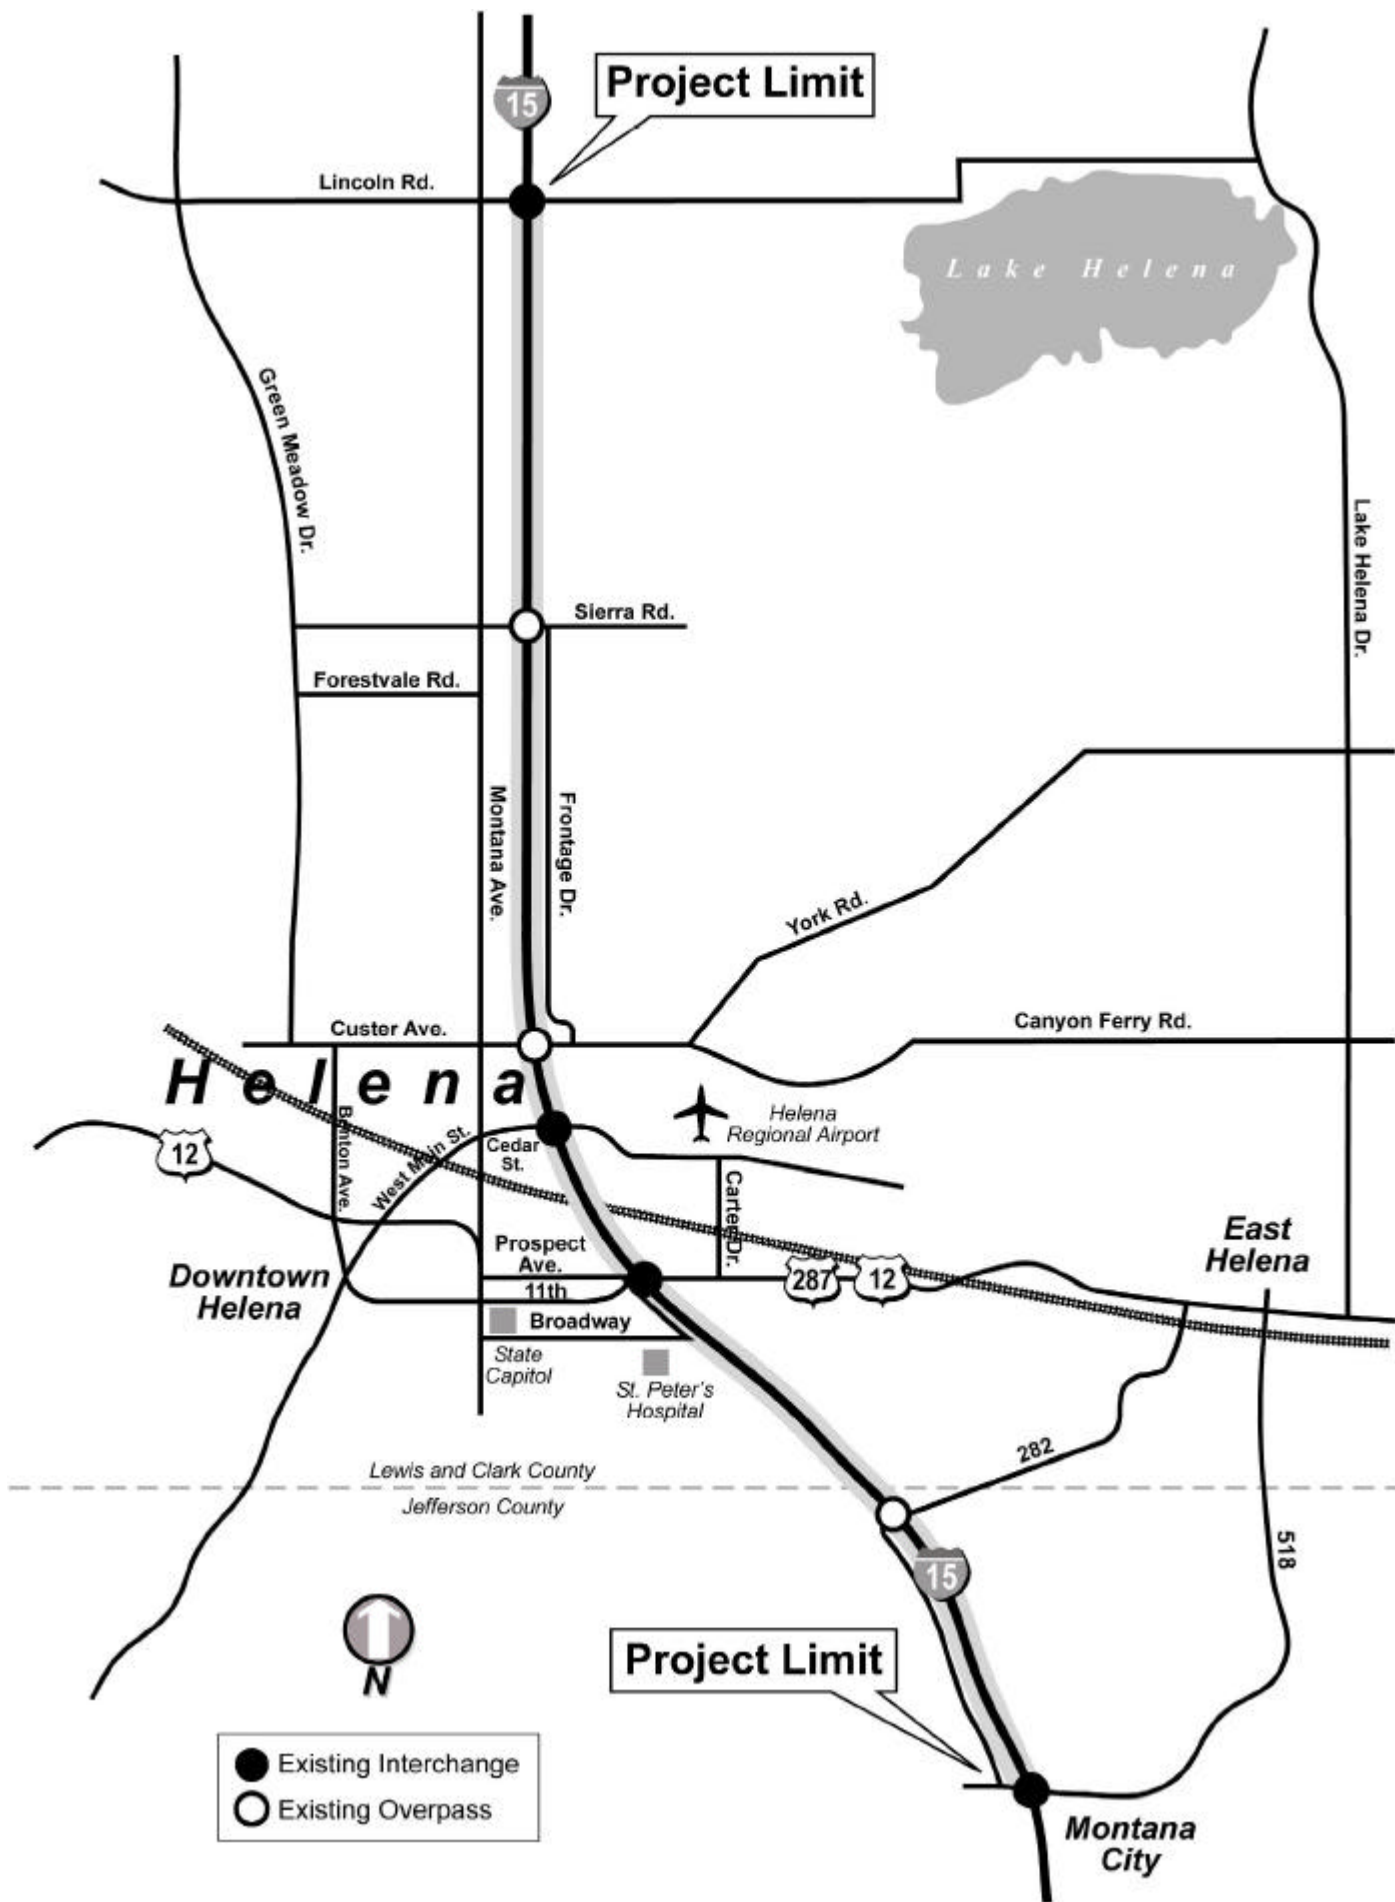 15
Project Limit
Lincoln Rd.
Lake Helena
Green Meadow Dr.
Lake Helena Dr.
Sierra Rd.
Forestvale Rd.
Montana Ave.
Frontage Dr.
York Rd.
Custer Ave.
Canyon Ferry Rd.
Helena
Helena
Regional Airport
12
Benton Ave.
West Main St.
Cedar
St.
Carter Dr.
East
Helena
Prospect
Ave.
287
12
Downtown
Helena
11th
Broadway
State
Capitol
St. Peter's
Hospital
282
Lewis and Clark County
Jefferson County
518
15
Project Limit
N
Existing Interchange
Existing Overpass
Montana
City